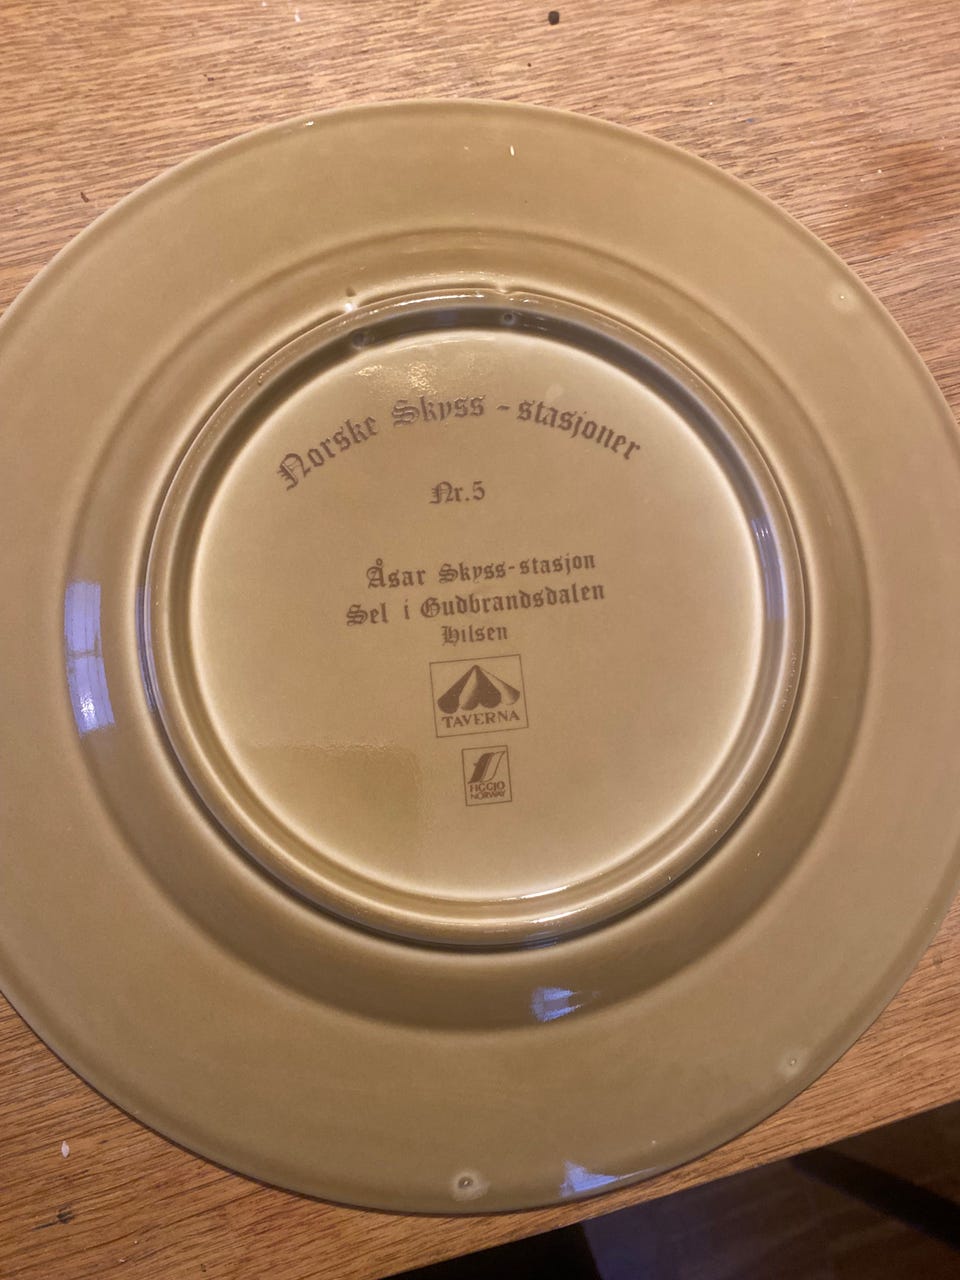 Norske Skyss-stasjoner
Nr.5
Åsar Skyss-stasjon
Sel i Gudbrandsdalen
Hilsen
TAVERNA
FIGGJO
NORWAY